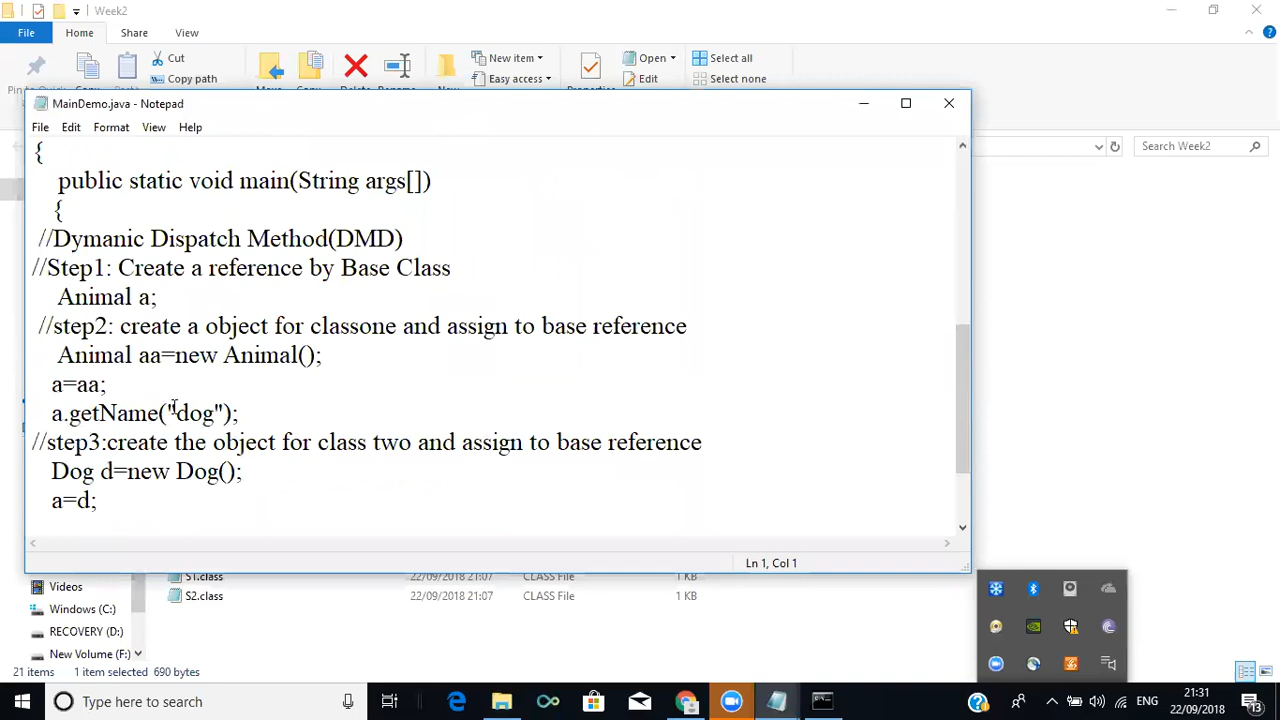 Week2
File
Home
Share
View
Cut
Copy path
New item
Easy access
Open
Edit
Select all
Select none
MainDemo.java - Notepad
File Edit Format View Help
Search Week2
{
public static void main(String args[])
{
//Dymanic Dispatch Method(DMD)
//Step1: Create a reference by Base Class
Animal a;
//step2: create a object for classone and assign to base reference
Animal aa=new Animal();
a=aa;
a.getName("dog");
//step3:create the object for class two and assign to base reference
Dog d=new Dog();
a=d;
Ln 1, Col 1
Videos
Windows (C:)
RECOVERY (D:)
New Volume (F:)
S1.class 22/09/2018 21:07 CLASS File 1 KB
S2.class 22/09/2018 21:07 CLASS File 1 KB
21 items 1 item selected 690 bytes
Type here to search
ENG
21:31
22/09/2018
13